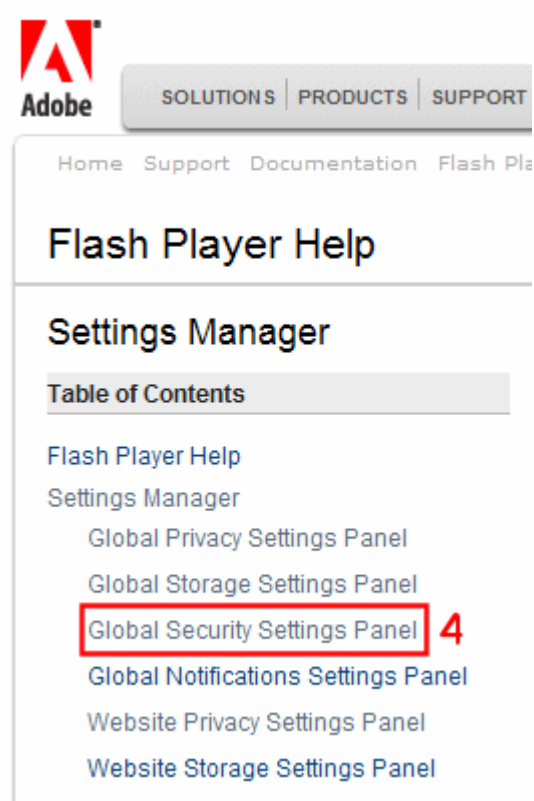 Adobe
SOLUTIONS PRODUCTS SUPPORT
Home Support Documentation Flash
Flash Player Help
Settings Manager
Table of Contents
Flash Player Help
Settings Manager
Global Privacy Settings Panel
Global Storage Settings Panel
Global Security Settings Panel 4
Global Notifications Settings Panel
Website Privacy Settings Panel
Website Storage Settings Panel